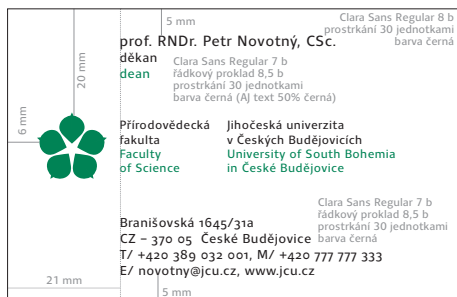 5 mm
Clara Sans Regular 8 b
prostrkání 30 jednotkami
barva černá
prof. RNDr. Petr Novotný, CSc.
děkan
dean
Clara Sans Regular 7 b
řádkový proklad 8,5 b
prostrkání 30 jednotkami
barva černá (AJ text 50% černá)
20 mm
6 mm
Přírodovědecká
fakulta
Faculty
of Science
Jihočeská univerzita
v Českých Budějovicích
University of South Bohemia
in České Budějovice
Clara Sans Regular 7 b
řádkový proklad 8,5 b
prostrkání 30 jednotkami
barva černá
Branišovská 1645/31a
CZ – 370 05 České Budějovice
T/ +420 389 032 001, M/ +420 777 777 333
E/ novotny@jcu.cz, www.jcu.cz
21 mm
5 mm